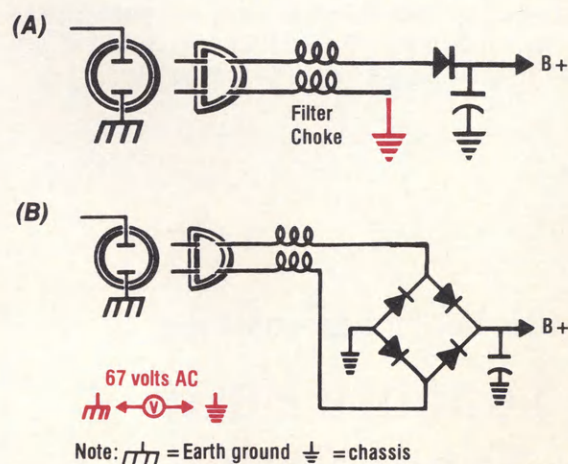 (A)
B+
Filter
Choke
(B)
B+
67 volts AC
V
Note: = Earth ground = chassis